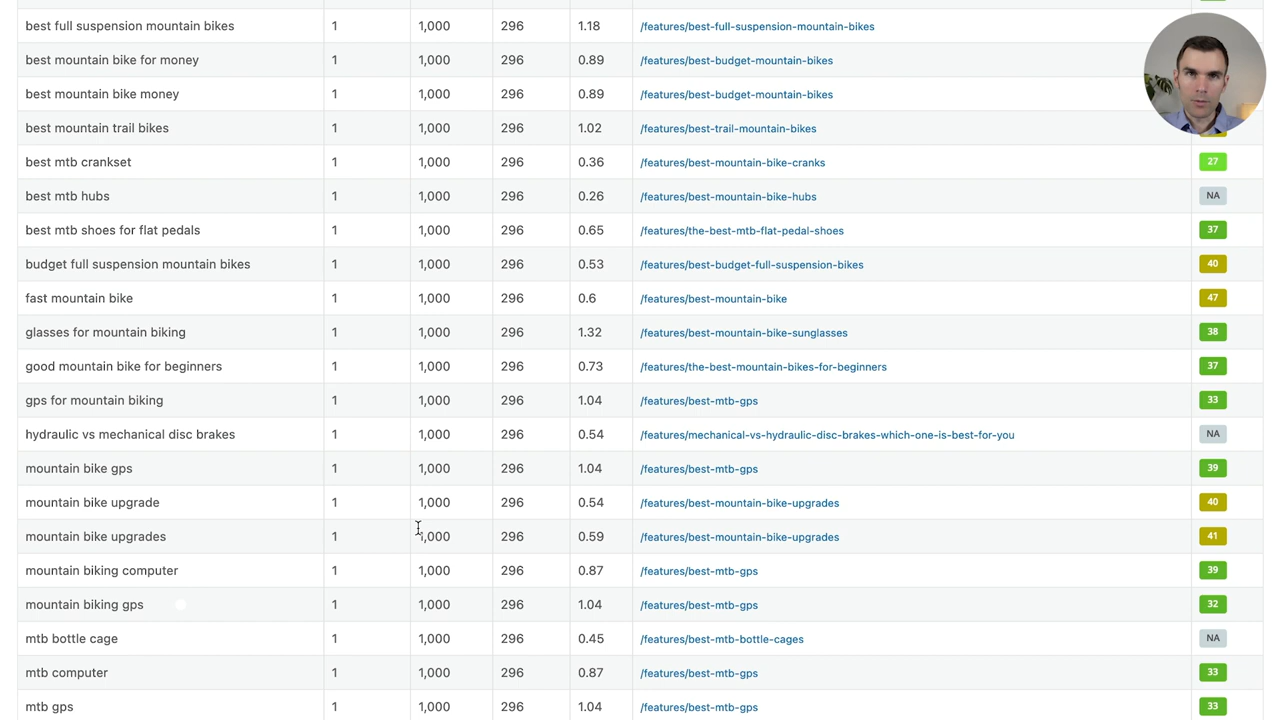 best full suspension mountain bikes 1 1,000 296 1.18 /features/best-full-suspension-mountain-bikes
best mountain bike for money 1 1,000 296 0.89 /features/best-budget-mountain-bikes
best mountain bike money 1 1,000 296 0.89 /features/best-budget-mountain-bikes
best mountain trail bikes 1 1,000 296 1.02 /features/best-trail-mountain-bikes
best mtb crankset 1 1,000 296 0.36 /features/best-mountain-bike-cranks 27
best mtb hubs 1 1,000 296 0.26 /features/best-mountain-bike-hubs NA
best mtb shoes for flat pedals 1 1,000 296 0.65 /features/the-best-mtb-flat-pedal-shoes 37
budget full suspension mountain bikes 1 1,000 296 0.53 /features/best-budget-full-suspension-bikes 40
fast mountain bike 1 1,000 296 0.6 /features/best-mountain-bike 47
glasses for mountain biking 1 1,000 296 1.32 /features/best-mountain-bike-sunglasses 38
good mountain bike for beginners 1 1,000 296 0.73 /features/the-best-mountain-bikes-for-beginners 37
gps for mountain biking 1 1,000 296 1.04 /features/best-mtb-gps 33
hydraulic vs mechanical disc brakes 1 1,000 296 0.54 /features/mechanical-vs-hydraulic-disc-brakes-which-one-is-best-for-you NA
mountain bike gps 1 1,000 296 1.04 /features/best-mtb-gps 39
mountain bike upgrade 1 1,000 296 0.54 /features/best-mountain-bike-upgrades 40
mountain bike upgrades 1 1,000 296 0.59 /features/best-mountain-bike-upgrades 41
mountain biking computer 1 1,000 296 0.87 /features/best-mtb-gps 39
mountain biking gps 1 1,000 296 1.04 /features/best-mtb-gps 32
mtb bottle cage 1 1,000 296 0.45 /features/best-mtb-bottle-cages NA
mtb computer 1 1,000 296 0.87 /features/best-mtb-gps 33
mtb gps 1 1,000 296 1.04 /features/best-mtb-gps 33